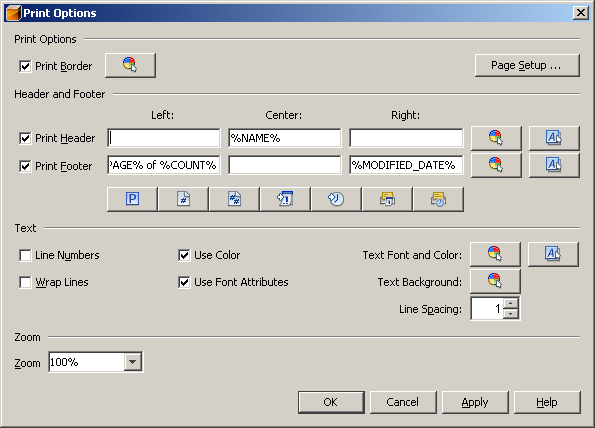 Print Options
Print Options
Print Border
Page Setup ...
Header and Footer
Left: Center: Right:
Print Header %NAME%
Print Footer PAGE% of %COUNT% %MODIFIED_DATE%
Text
Line Numbers Use Color Text Font and Color:
Wrap Lines Use Font Attributes Text Background:
Line Spacing: 1
Zoom
Zoom 100%
OK Cancel Apply Help